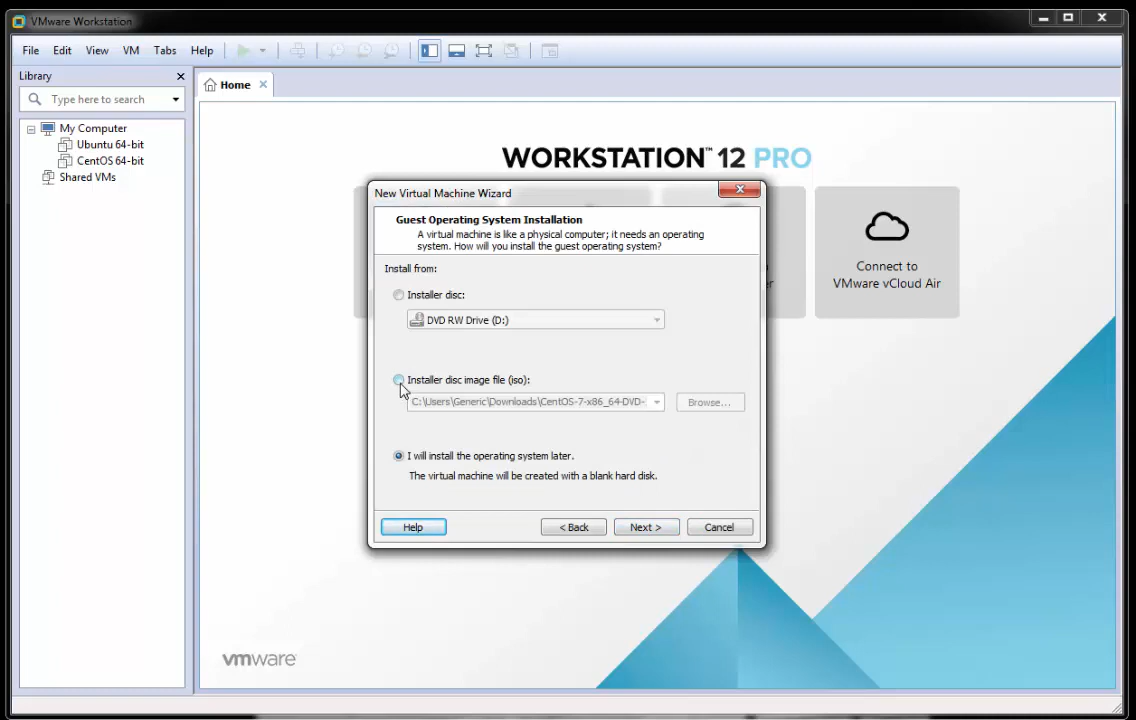 VMware Workstation
File Edit View VM Tabs Help
Library
Type here to search
Home
My Computer
Ubuntu 64-bit
CentOS 64-bit
Shared VMs
WORKSTATION™ 12 PRO
Connect to
VMware vCloud Air
New Virtual Machine Wizard
Guest Operating System Installation
A virtual machine is like a physical computer; it needs an operating
system. How will you install the guest operating system?
Install from:
Installer disc:
DVD RW Drive (D:)
Installer disc image file (iso):
C:\Users\Generic\Downloads\CentOS-7-x86_64-DVD-
Browse...
I will install the operating system later.
The virtual machine will be created with a blank hard disk.
Help < Back Next > Cancel
vmware